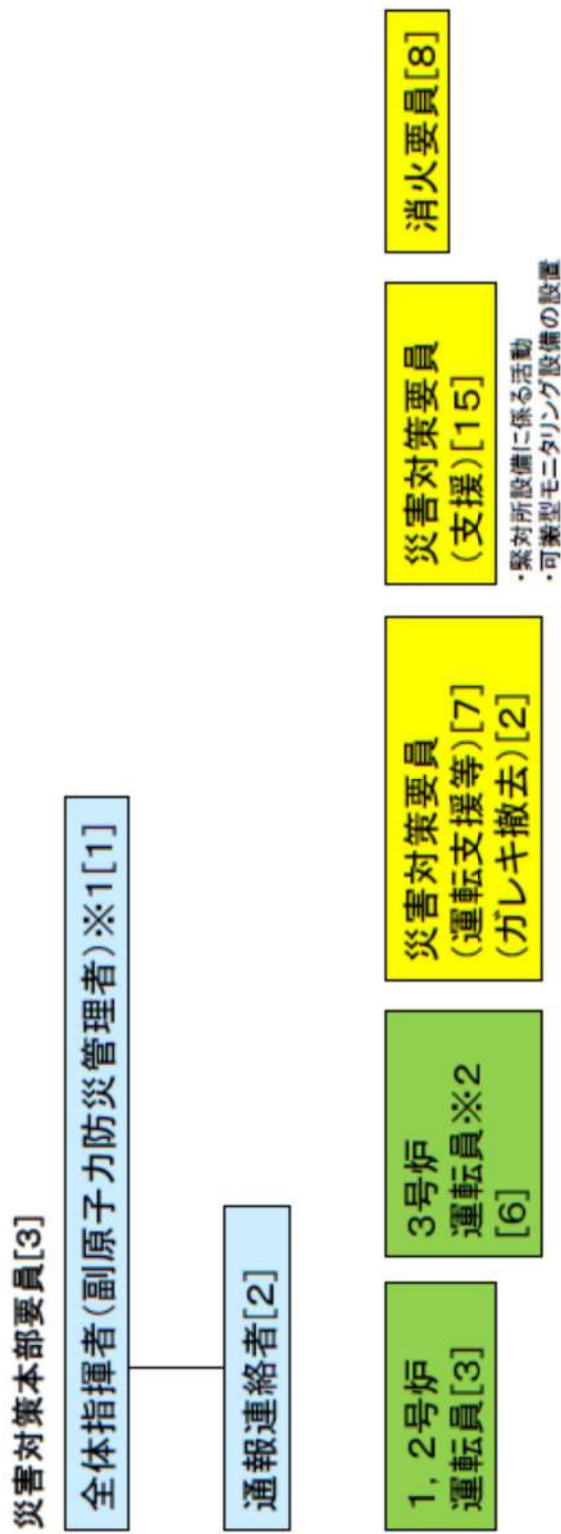 災害対策本部要員[3]
全体指揮者(副原子力防災管理者)※1[1]
通報連絡者[2]
1,2号炉
運転員[3]
3号炉
運転員※2
[6]
災害対策要員
(運転支援等)[7]
(ガレキ撤去)[2]
災害対策要員
(支援)[15]
・緊対所設備に係る活動
・可搬型モニタリング設備の設置
消火要員[8]